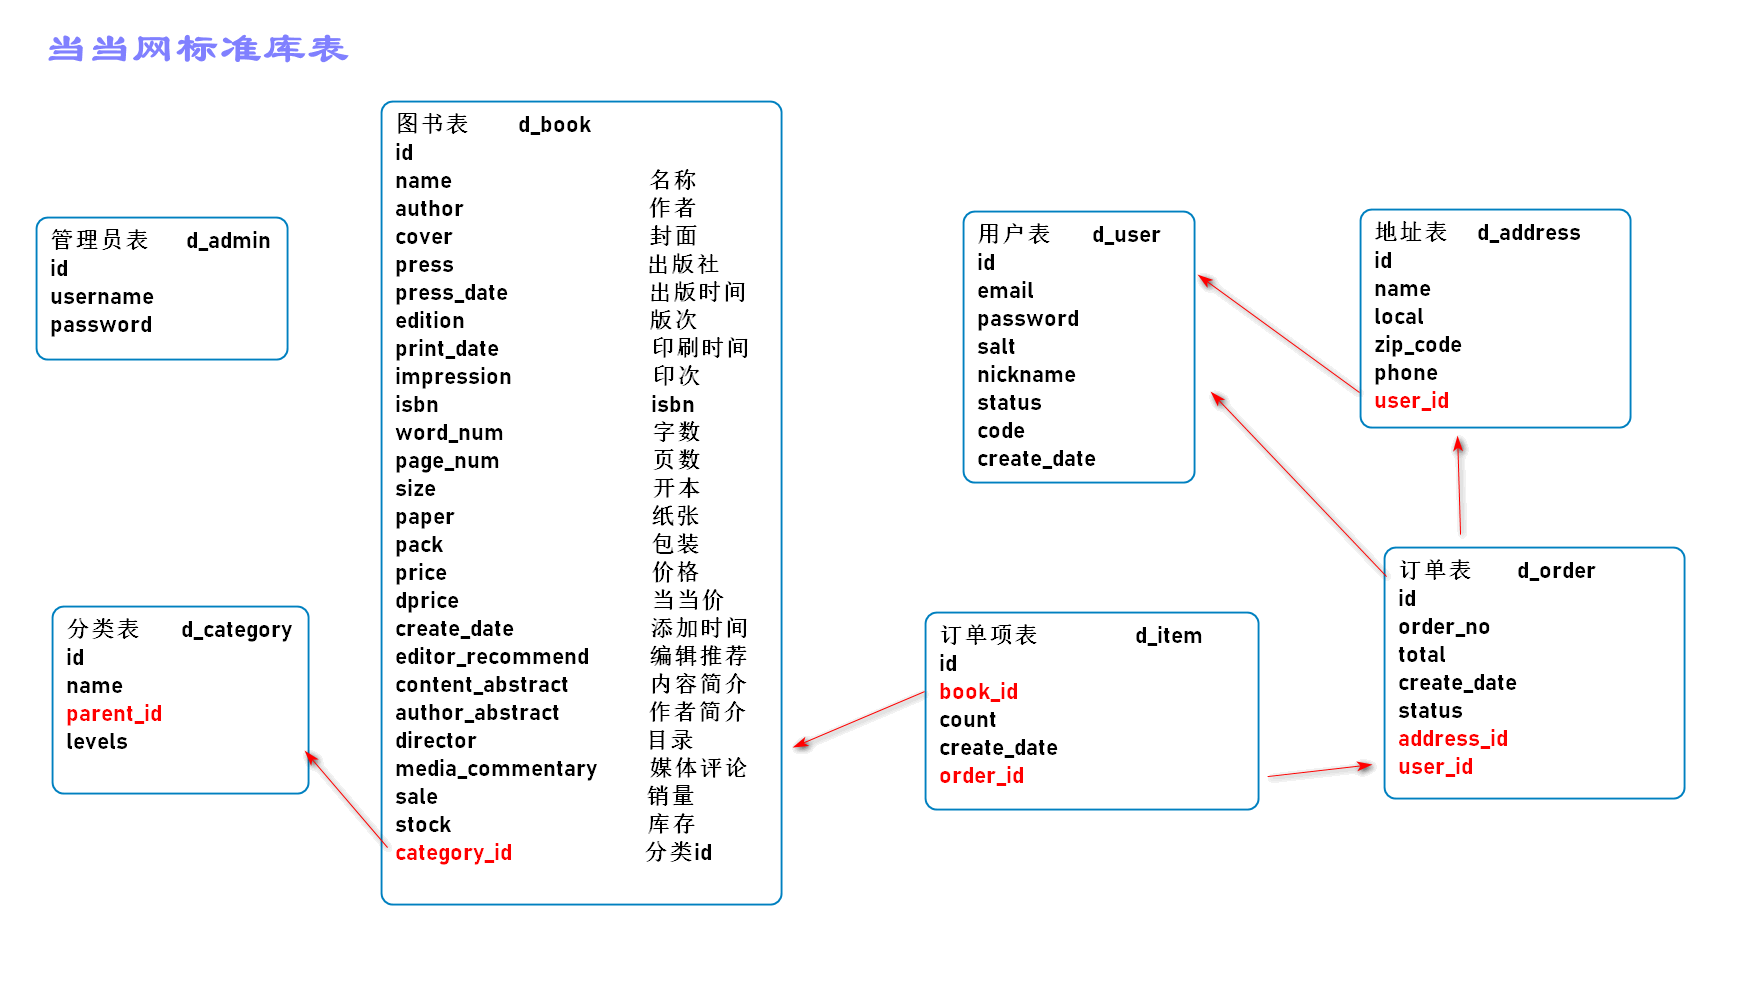 当当网标准库表
管理员表 d_admin
id
username
password
分类表 d_category
id
name
parent_id
levels
图书表 d_book
id
name 名称
author 作者
cover 封面
press 出版社
press_date 出版时间
edition 版次
print_date 印刷时间
impression 印次
isbn isbn
word_num 字数
page_num 页数
size 开本
paper 纸张
pack 包装
price 价格
dprice 当当价
create_date 添加时间
editor_recommend 编辑推荐
content_abstract 内容简介
author_abstract 作者简介
director 目录
media_commentary 媒体评论
sale 销量
stock 库存
category_id 分类id
用户表 d_user
id
email
password
salt
nickname
status
code
create_date
地址表 d_address
id
name
local
zip_code
phone
user_id
订单项表 d_item
id
book_id
count
create_date
order_id
订单表 d_order
id
order_no
total
create_date
status
address_id
user_id